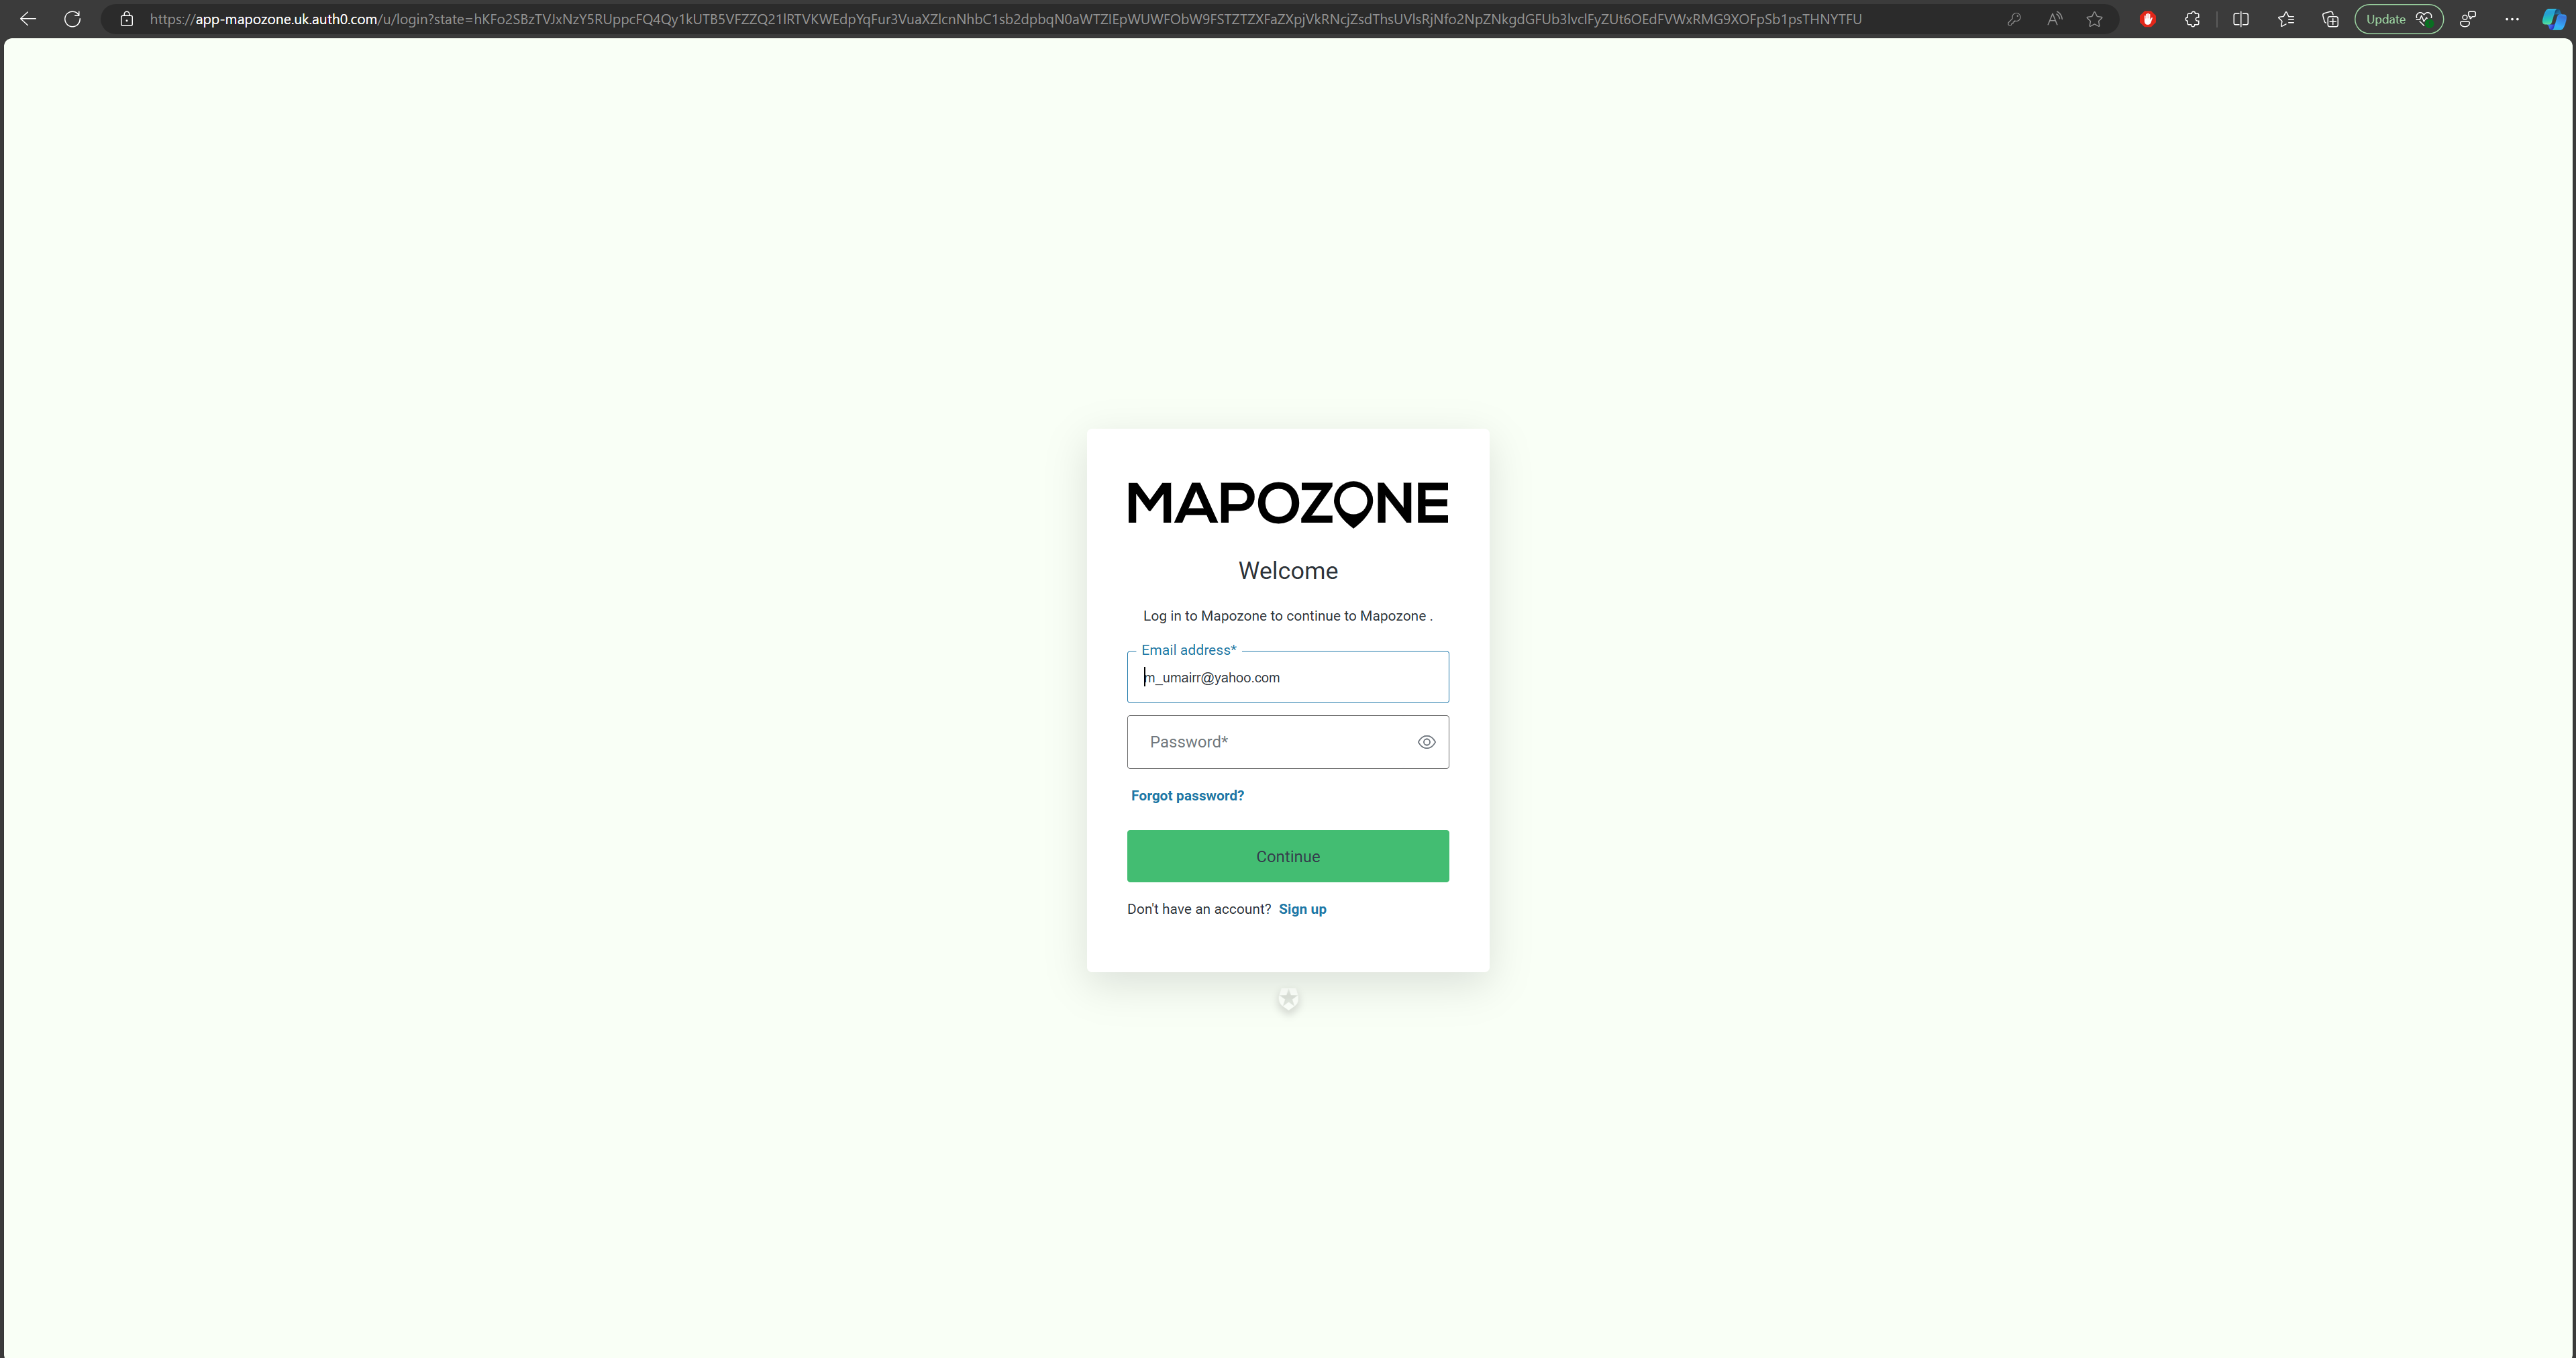 https://app-mapozone.uk.auth0.com/u/login?state=hKFo2SBzTVJxNzY5RUppcFQ4Qy1kUTB5VFZZQ21lRTVKWEdpYqFur3VuaXZlcnNhbC1sb2dpbqN0aWTZIEpWUWFObW9FSTZTZXFaZXpjVkRNcjZsdThsUVlsRjNfo2NpZNkgdGFUb3lvclFyZUt6OEdFVWxRMG9XOFpSb1psTHNYTFU
Update
MAPOZONE
Welcome
Log in to Mapozone to continue to Mapozone .
Email address*
m_umairr@yahoo.com
Password*
Forgot password?
Continue
Don't have an account? Sign up